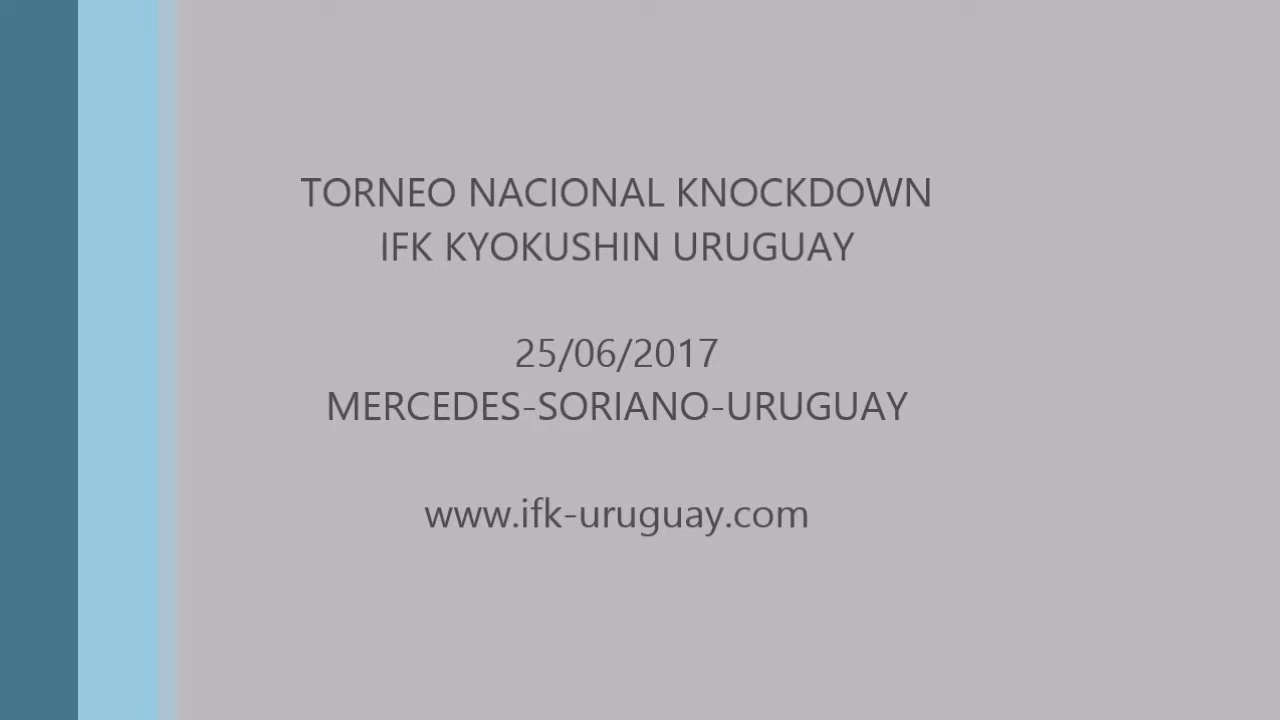 TORNEO NACIONAL KNOCKDOWN
IFK KYOKUSHIN URUGUAY
25/06/2017
MERCEDES-SORIANO-URUGUAY
www.ifk-uruguay.com